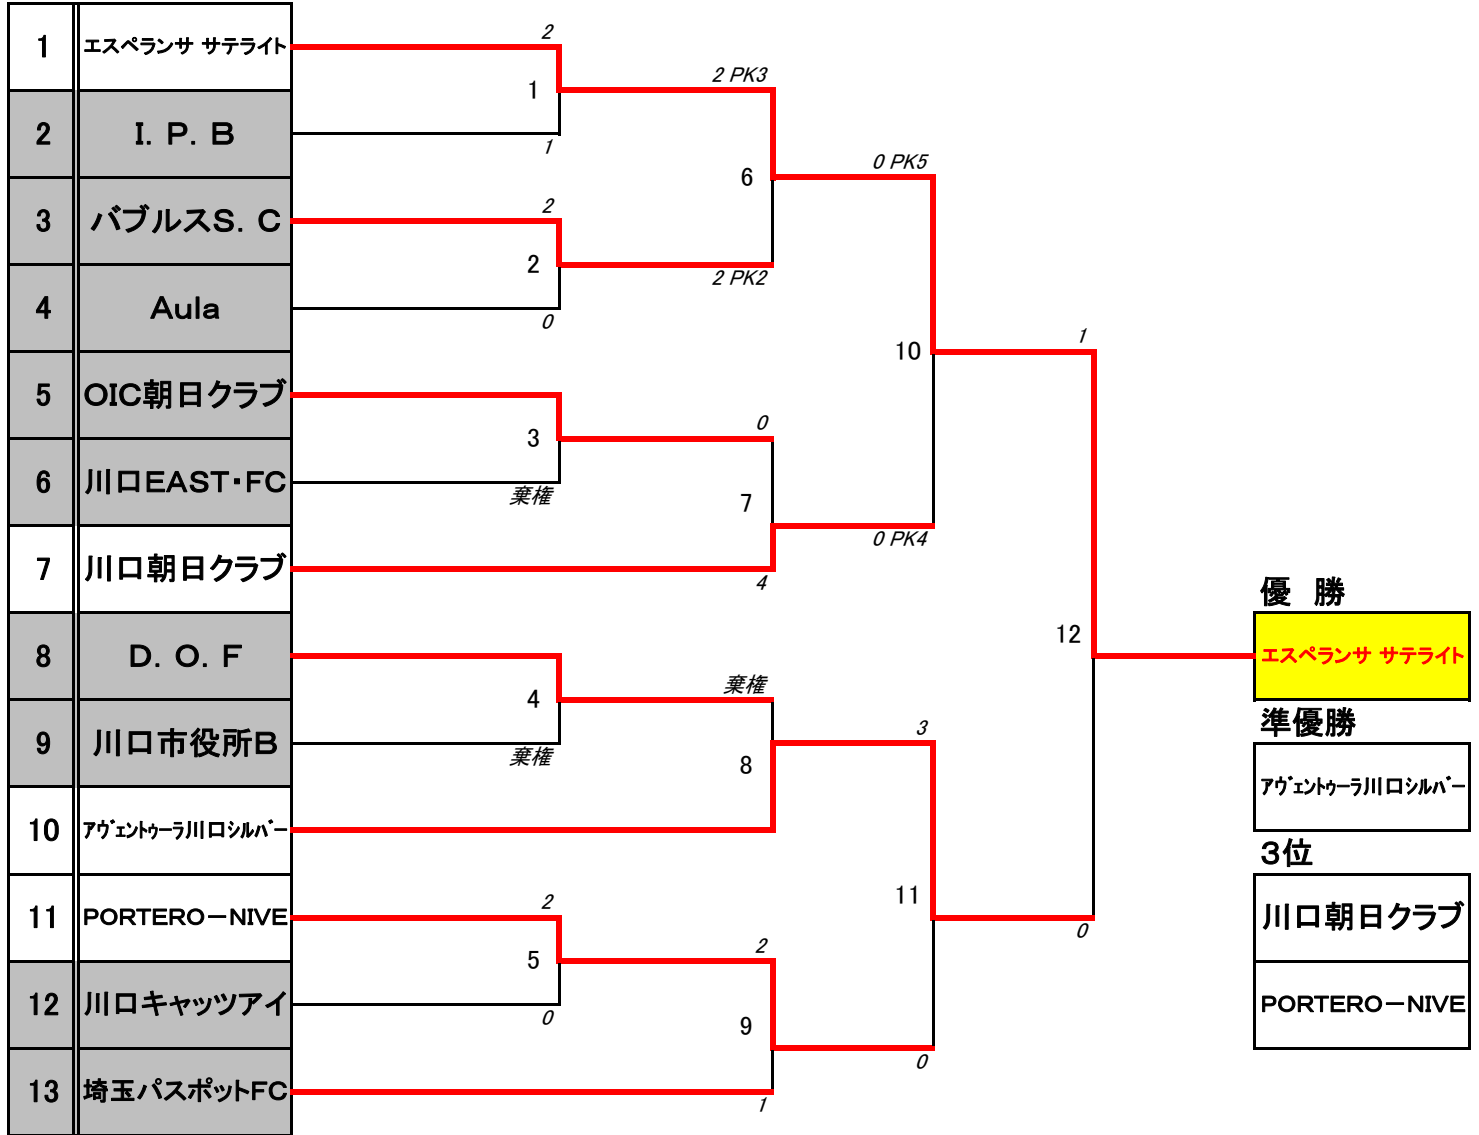 1 エスペランサ サテライト
2 I. P. B
3 バブルスS. C
4 Aula
5 OIC朝日クラブ
6 川口EAST・FC
7 川口朝日クラブ
8 D. O. F
9 川口市役所B
10 アヴェントゥーラ川口シルバー
11 PORTERO－NIVE
12 川口キャッツアイ
13 埼玉パスポットFC
2
1
1
2
2
0
3
棄権
4
棄権
2
5
0
2 PK3
6
2 PK2
0
7
4
棄権
8
2
9
1
0 PK5
10
0 PK4
3
11
0
1
12
0
優 勝
エスペランサ サテライト
準優勝
アヴェントゥーラ川口シルバー
3位
川口朝日クラブ
PORTERO－NIVE